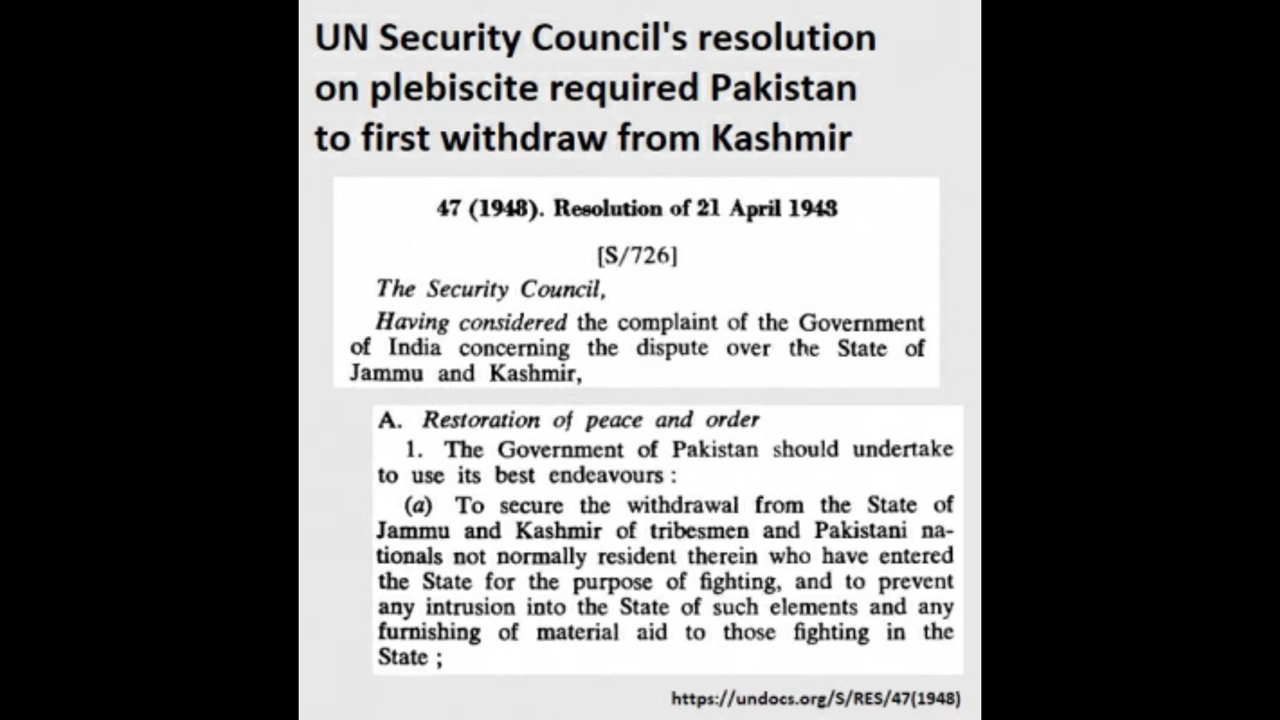 UN Security Council's resolution
on plebiscite required Pakistan
to first withdraw from Kashmir
47 (1948). Resolution of 21 April 1948
[S/726]
The Security Council,
Having considered the complaint of the Government
of India concerning the dispute over the State of
Jammu and Kashmir,
A. Restoration of peace and order
1. The Government of Pakistan should undertake
to use its best endeavours :
(a) To secure the withdrawal from the State of
Jammu and Kashmir of tribesmen and Pakistani na-
tionals not normally resident therein who have entered
the State for the purpose of fighting, and to prevent
any intrusion into the State of such elements and any
furnishing of material aid to those fighting in the
State ;
https://undocs.org/S/RES/47(1948)